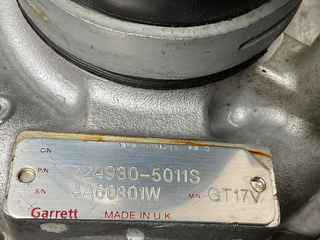 C/N
P/N 724930-5011S
S/N AA60301W M/N GT17V
Garrett MADE IN U.K